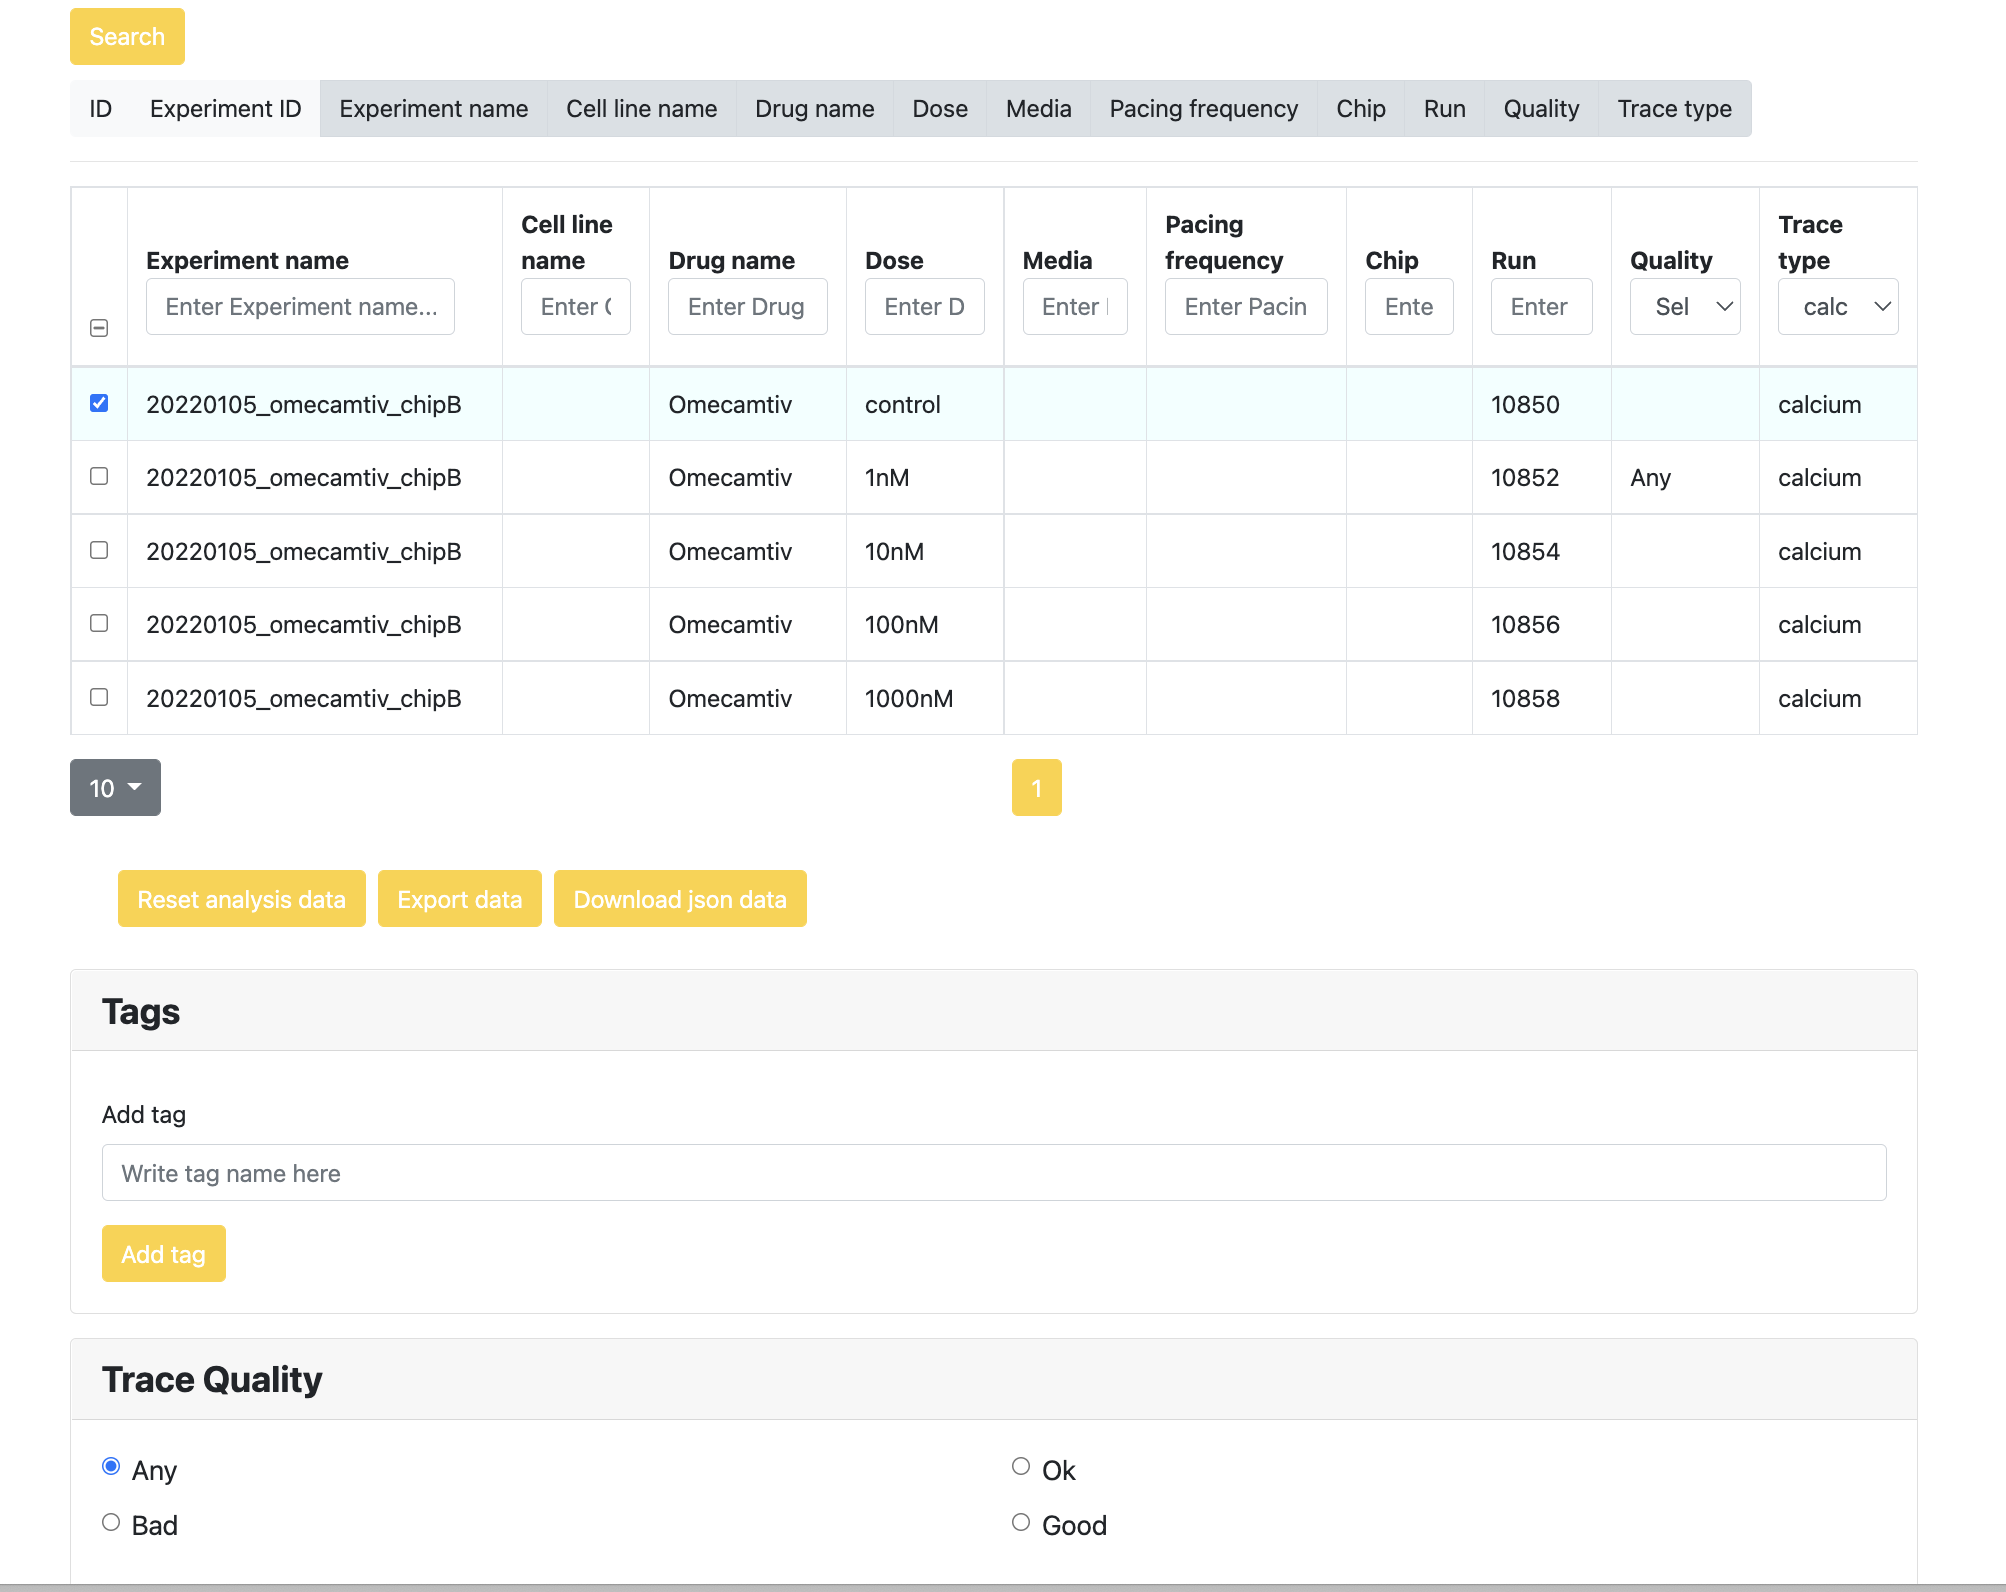 Search
ID Experiment ID Experiment name Cell line name Drug name Dose Media Pacing frequency Chip Run Quality Trace type
Experiment name Cell line name Drug name Dose Media Pacing frequency Chip Run Quality Trace type
Enter Experiment name... Enter Enter Drug Enter D Enter Enter Pacin Ente Enter Sel calc
20220105_omecamtiv_chipB Omecamtiv control 10850 calcium
20220105_omecamtiv_chipB Omecamtiv 1nM 10852 Any calcium
20220105_omecamtiv_chipB Omecamtiv 10nM 10854 calcium
20220105_omecamtiv_chipB Omecamtiv 100nM 10856 calcium
20220105_omecamtiv_chipB Omecamtiv 1000nM 10858 calcium
10 1
Reset analysis data Export data Download json data
Tags
Add tag
Write tag name here
Add tag
Trace Quality
Any Ok
Bad Good